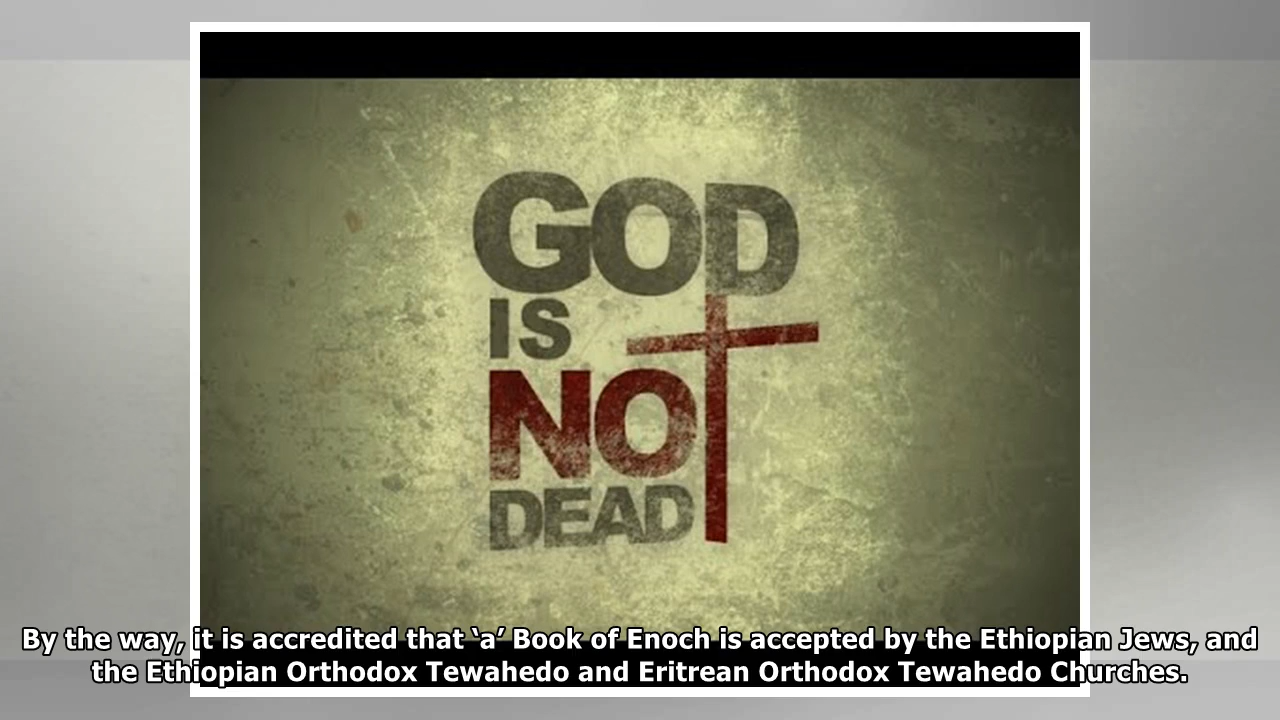 GOD
IS
NOT
DEAD
By the way, it is accredited that ‘a’ Book of Enoch is accepted by the Ethiopian Jews, and
the Ethiopian Orthodox Tewahedo and Eritrean Orthodox Tewahedo Churches.